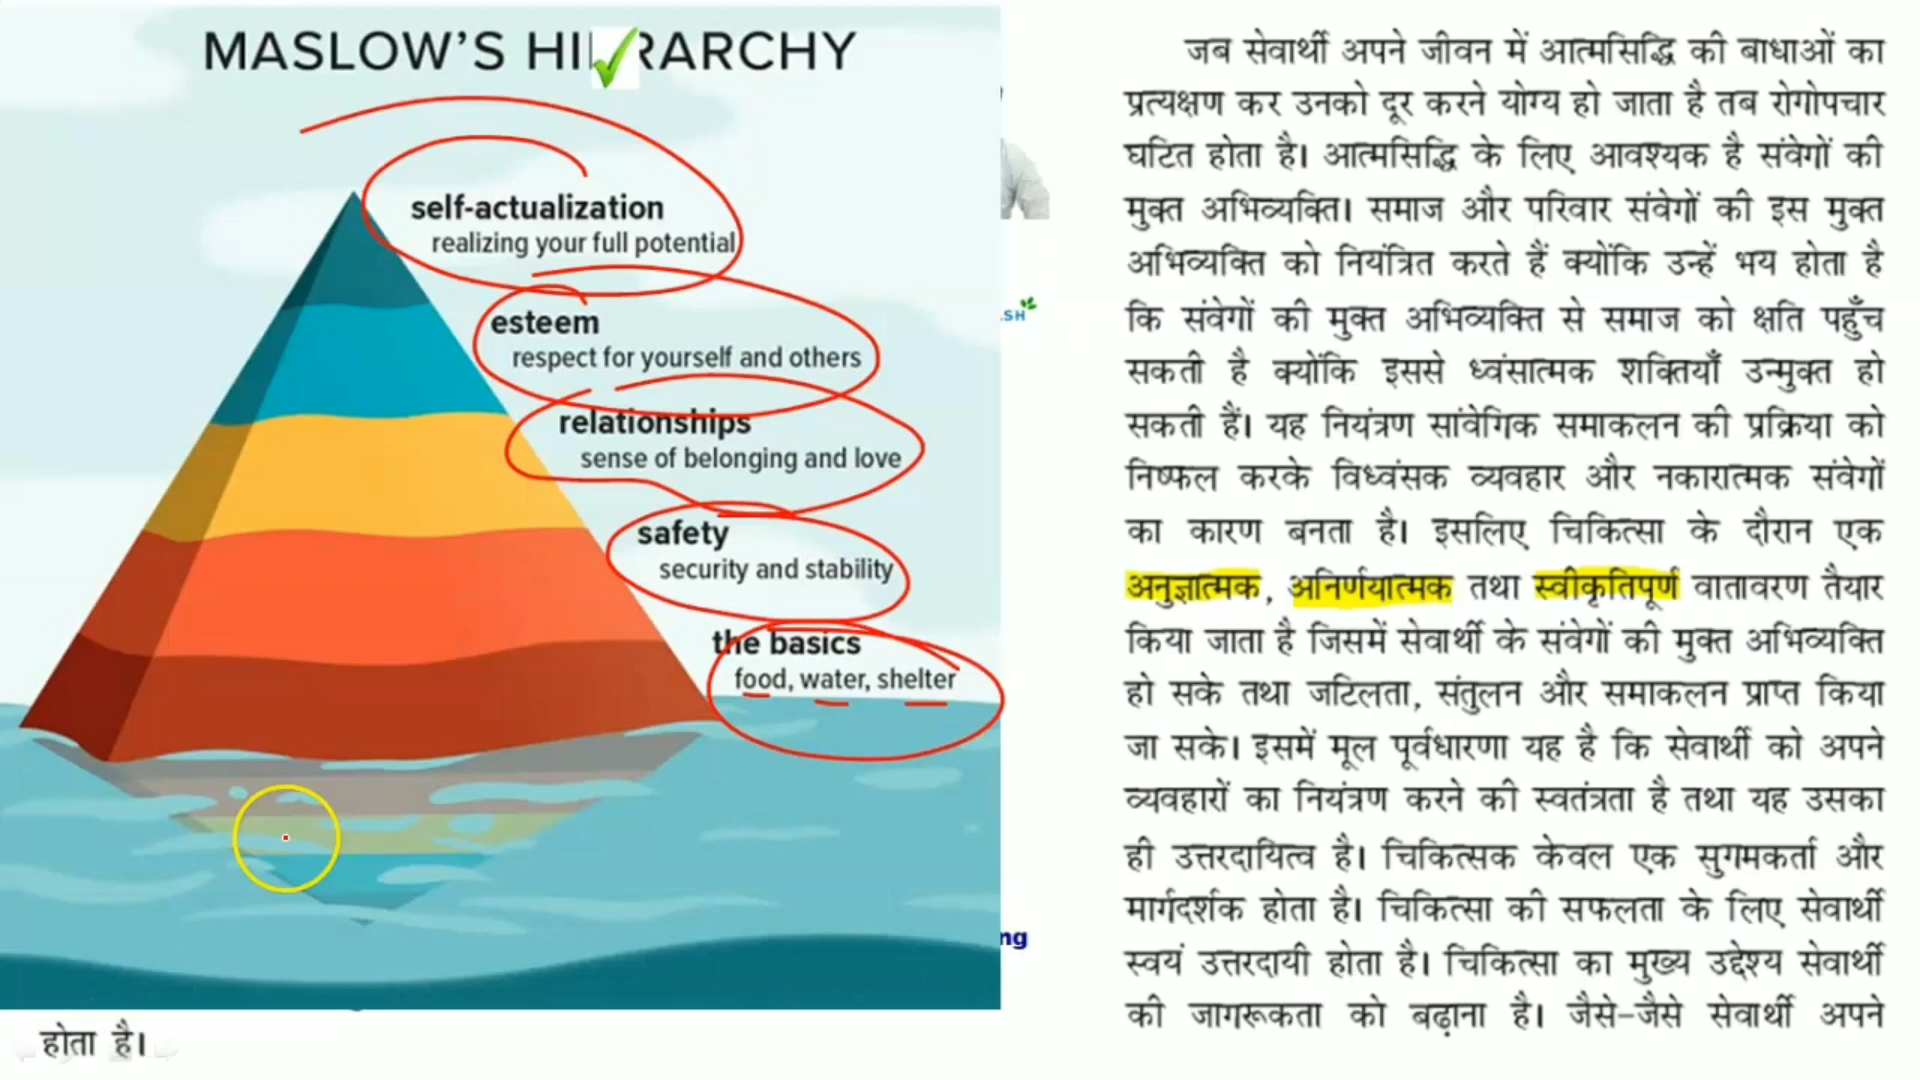 MASLOW'S HI RARCHY
self-actualization
realizing your full potential
esteem
respect for yourself and others
relationships
sense of belonging and love
safety
security and stability
the basics
food, water, shelter
होता है।
जब सेवार्थी अपने जीवन में आत्मसिद्धि की बाधाओं का
प्रत्यक्षण कर उनको दूर करने योग्य हो जाता है तब रोगोपचार
घटित होता है। आत्मसिद्धि के लिए आवश्यक है संवेगों की
मुक्त अभिव्यक्ति। समाज और परिवार संवेगों की इस मुक्त
अभिव्यक्ति को नियंत्रित करते हैं क्योंकि उन्हें भय होता है
कि संवेगों की मुक्त अभिव्यक्ति से समाज को क्षति पहुँच
सकती है क्योंकि इससे ध्वंसात्मक शक्तियाँ उन्मुक्त हो
सकती हैं। यह नियंत्रण सांवेगिक समाकलन की प्रक्रिया को
निष्फल करके विध्वंसक व्यवहार और नकारात्मक संवेगों
का कारण बनता है। इसलिए चिकित्सा के दौरान एक
अनुज्ञात्मक, अनिर्णयात्मक तथा स्वीकृतिपूर्ण वातावरण तैयार
किया जाता है जिसमें सेवार्थी के संवेगों की मुक्त अभिव्यक्ति
हो सके तथा जटिलता, संतुलन और समाकलन प्राप्त किया
जा सके। इसमें मूल पूर्वधारणा यह है कि सेवार्थी को अपने
व्यवहारों का नियंत्रण करने की स्वतंत्रता है तथा यह उसका
ही उत्तरदायित्व है। चिकित्सक केवल एक सुगमकर्ता और
मार्गदर्शक होता है। चिकित्सा की सफलता के लिए सेवार्थी
स्वयं उत्तरदायी होता है। चिकित्सा का मुख्य उद्देश्य सेवार्थी
की जागरूकता को बढ़ाना है। जैसे-जैसे सेवार्थी अपने